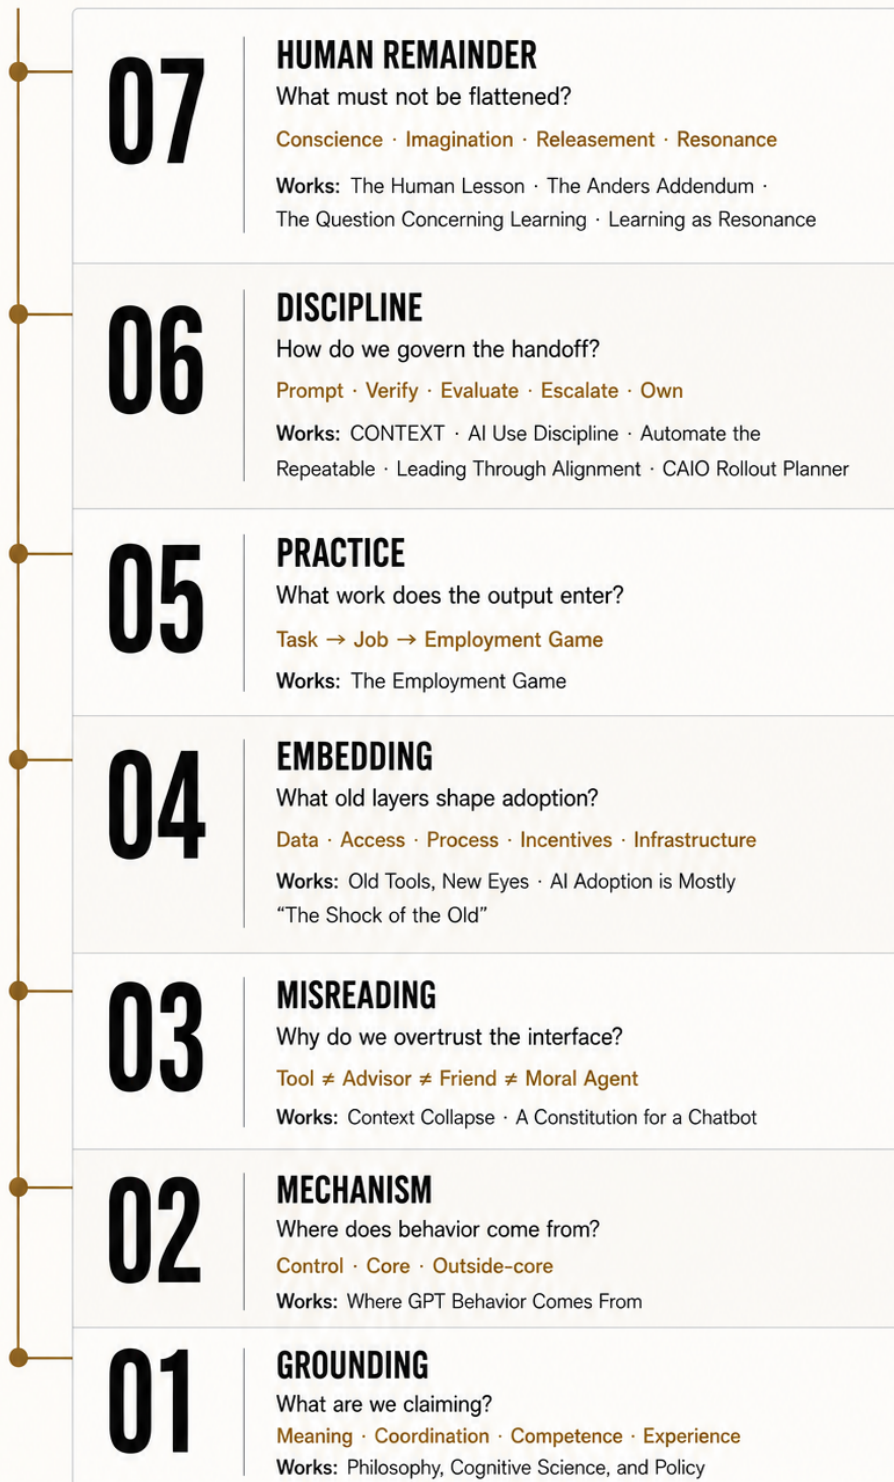 07
HUMAN REMAINDER
What must not be flattened?
Conscience · Imagination · Releasement · Resonance
Works: The Human Lesson · The Anders Addendum ·
The Question Concerning Learning · Learning as Resonance
06
DISCIPLINE
How do we govern the handoff?
Prompt · Verify · Evaluate · Escalate · Own
Works: CONTEXT · AI Use Discipline · Automate the
Repeatable · Leading Through Alignment · CAIO Rollout Planner
05
PRACTICE
What work does the output enter?
Task → Job → Employment Game
Works: The Employment Game
04
EMBEDDING
What old layers shape adoption?
Data · Access · Process · Incentives · Infrastructure
Works: Old Tools, New Eyes · AI Adoption is Mostly
“The Shock of the Old”
03
MISREADING
Why do we overtrust the interface?
Tool ≠ Advisor ≠ Friend ≠ Moral Agent
Works: Context Collapse · A Constitution for a Chatbot
02
MECHANISM
Where does behavior come from?
Control · Core · Outside-core
Works: Where GPT Behavior Comes From
01
GROUNDING
What are we claiming?
Meaning · Coordination · Competence · Experience
Works: Philosophy, Cognitive Science, and Policy